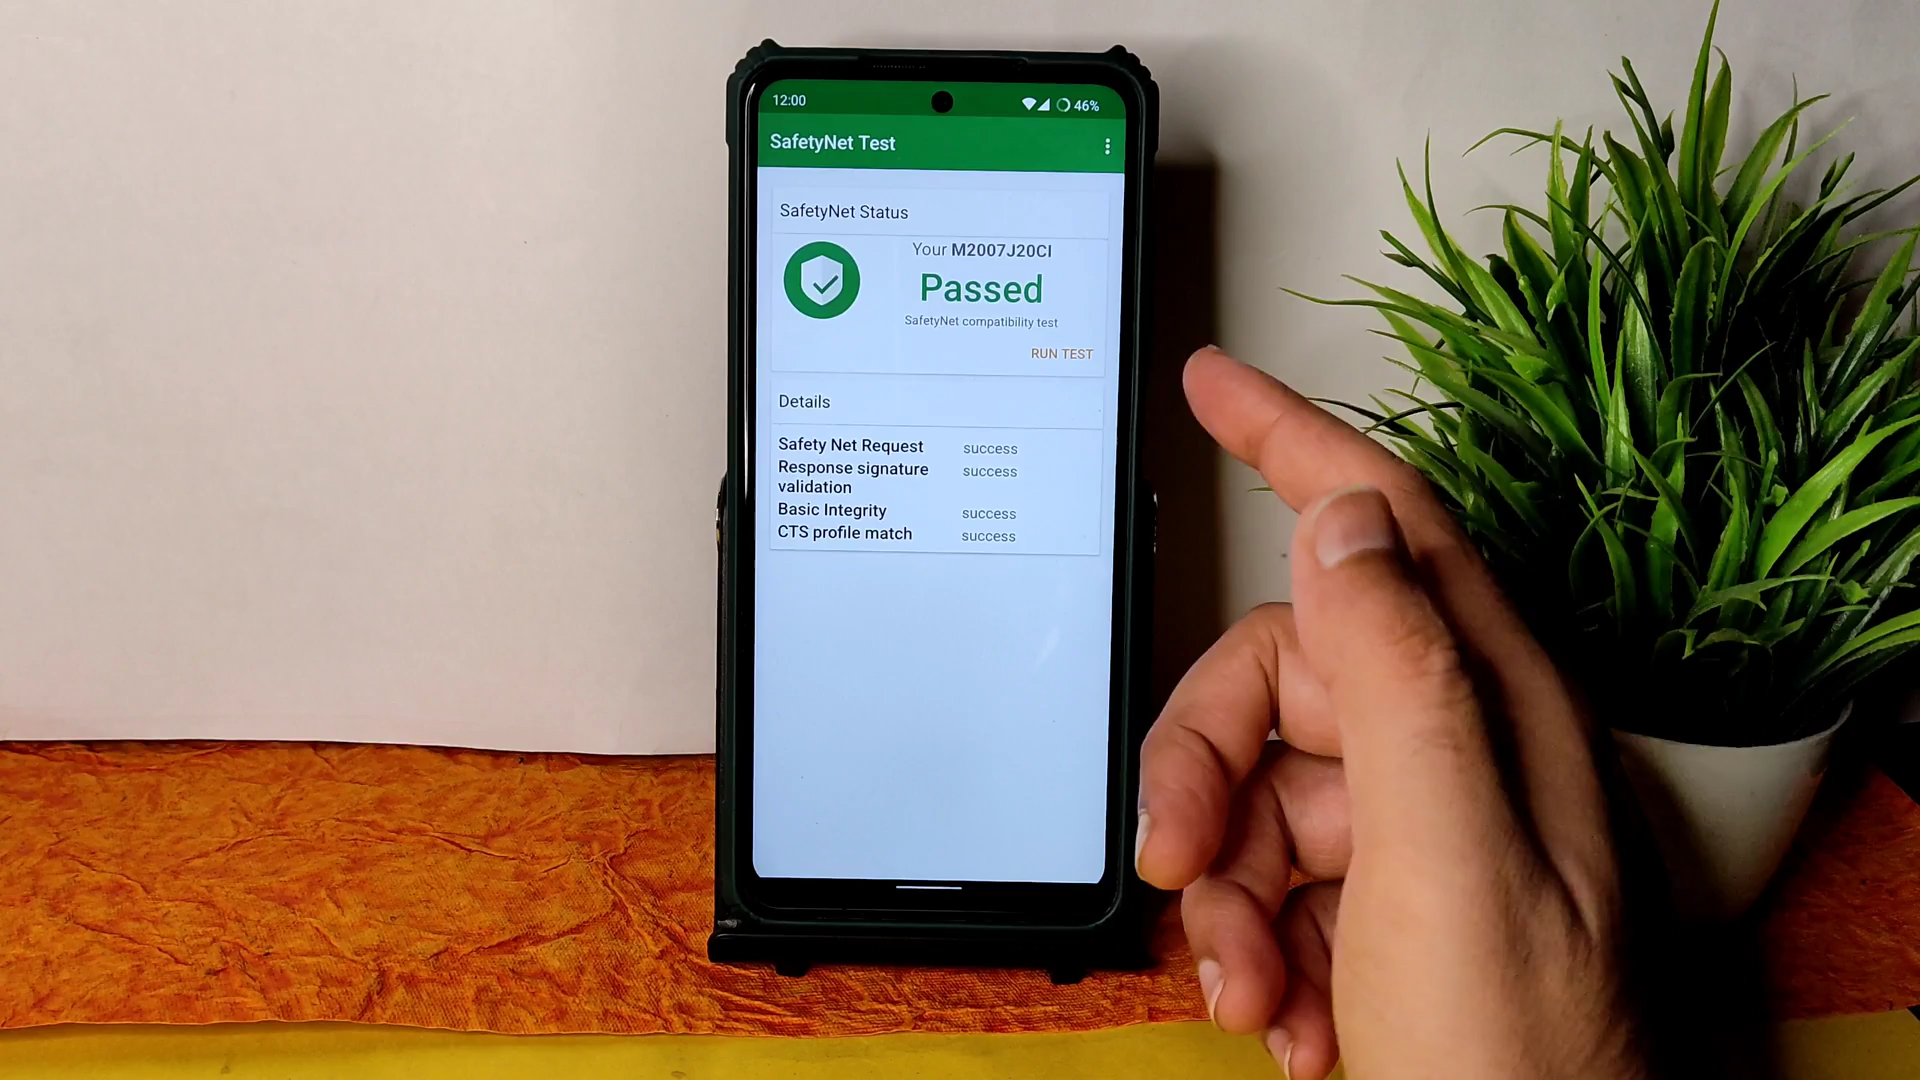 12:00
46%
SafetyNet Test
SafetyNet Status
Your M2007J20CI
Passed
SafetyNet compatibility test
RUN TEST
Details
Safety Net Request success
Response signature success
validation
Basic Integrity success
CTS profile match success